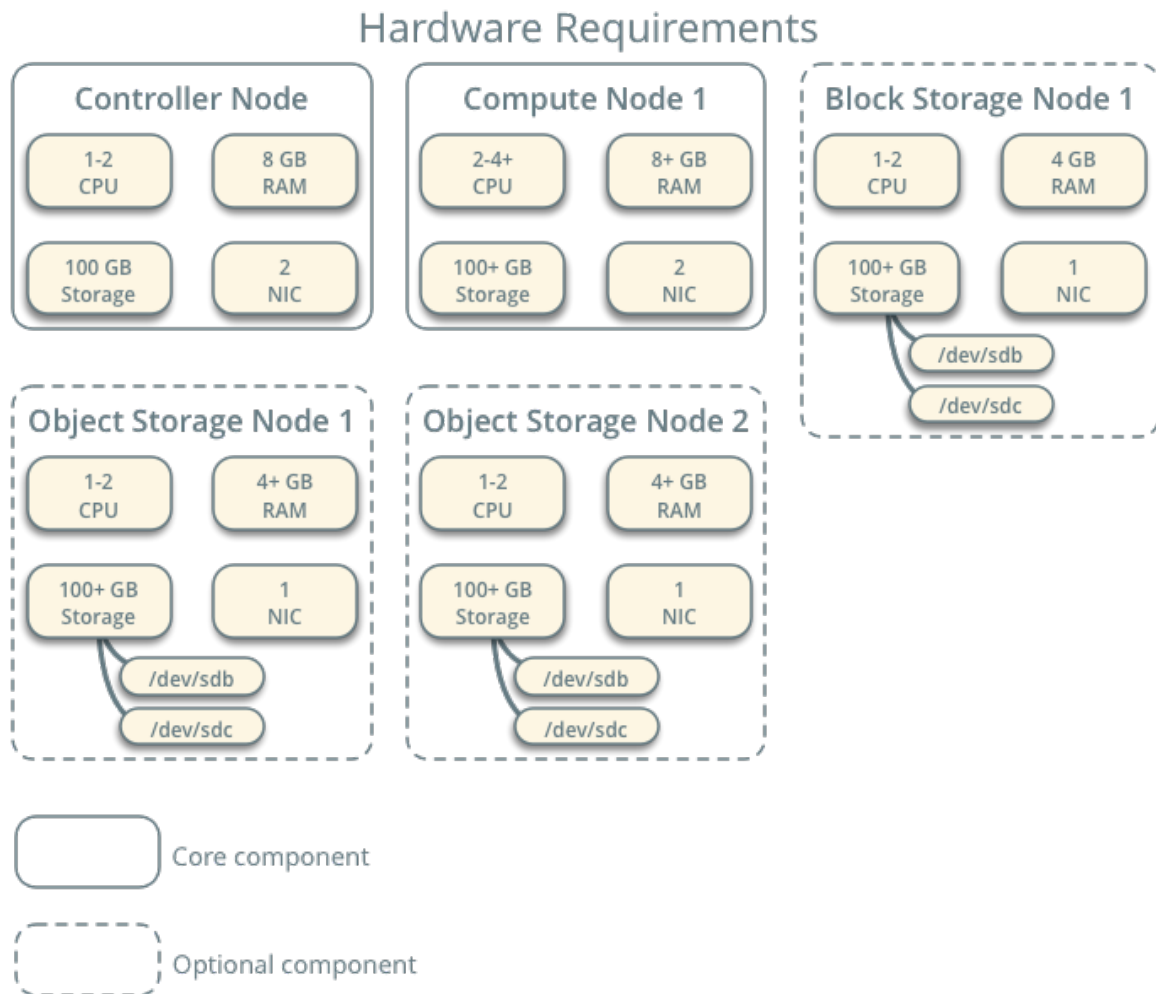 Hardware Requirements
Controller Node
1-2
CPU
8 GB
RAM
100 GB
Storage
2
NIC
Compute Node 1
2-4+
CPU
8+ GB
RAM
100+ GB
Storage
2
NIC
Block Storage Node 1
1-2
CPU
4 GB
RAM
100+ GB
Storage
1
NIC
/dev/sdb
/dev/sdc
Object Storage Node 1
1-2
CPU
4+ GB
RAM
100+ GB
Storage
1
NIC
/dev/sdb
/dev/sdc
Object Storage Node 2
1-2
CPU
4+ GB
RAM
100+ GB
Storage
1
NIC
/dev/sdb
/dev/sdc
Core component
Optional component